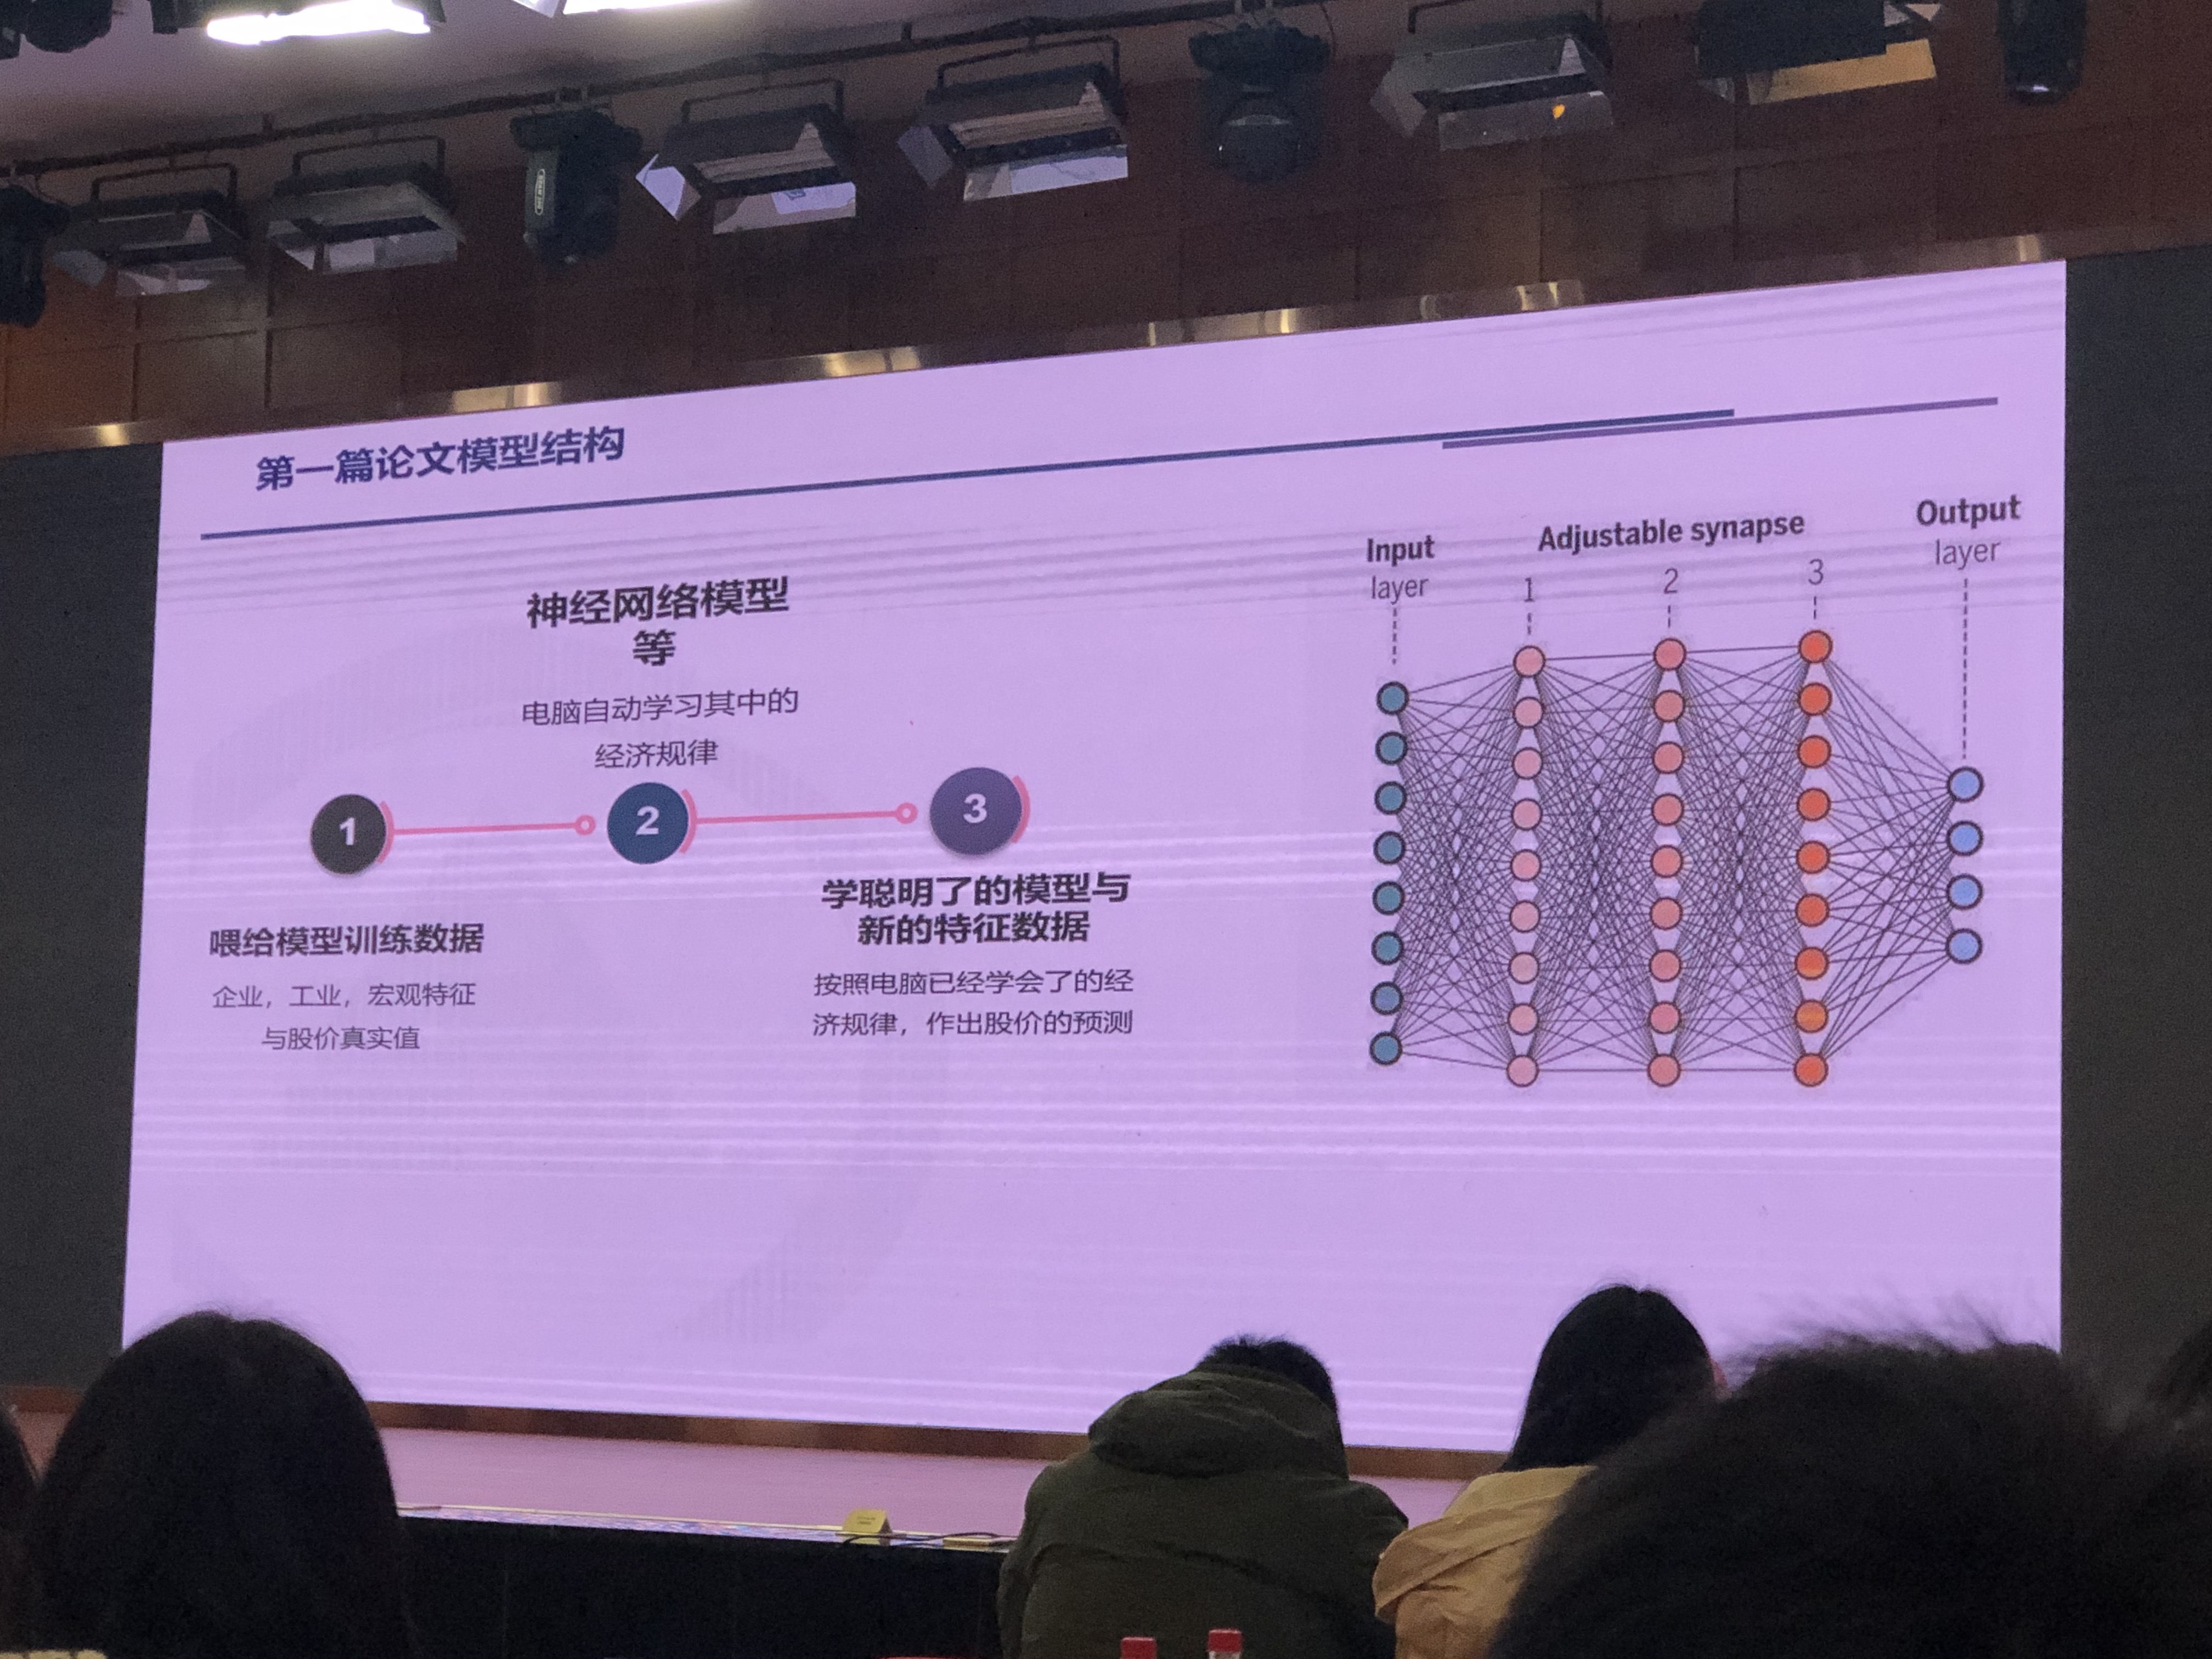 第一篇论文模型结构
神经网络模型
等
电脑自动学习其中的
经济规律
1
2
3
喂给模型训练数据
企业，工业，宏观特征
与股价真实值
学聪明了的模型与
新的特征数据
按照电脑已经学会了的经
济规律，作出股价的预测
Input
layer
Adjustable synapse
1
2
3
Output
layer